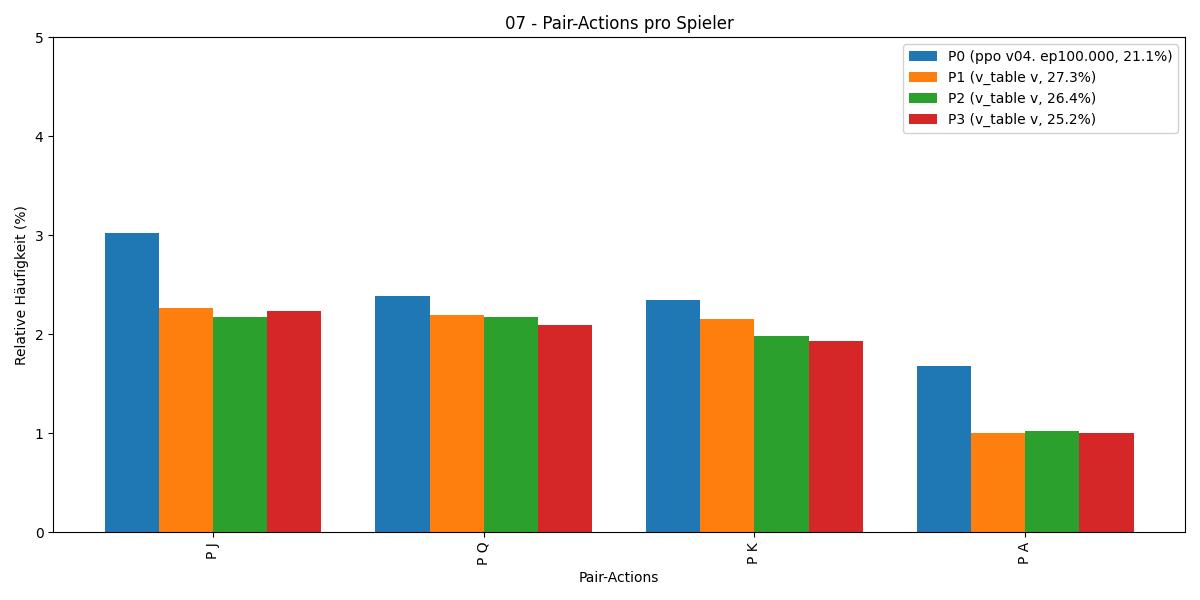 07 - Pair-Actions pro Spieler
P0 (ppo v04. ep100.000, 21.1%)
P1 (v_table v, 27.3%)
P2 (v_table v, 26.4%)
P3 (v_table v, 25.2%)
Relative Häufigkeit (%)
5
4
3
2
1
0
P J
P Q
P K
P A
Pair-Actions